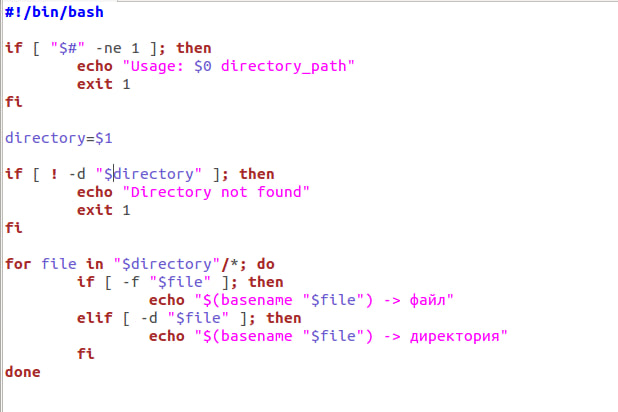 #!/bin/bash
if [ "$#" -ne 1 ]; then
echo "Usage: $0 directory_path"
exit 1
fi
directory=$1
if [ ! -d "$directory" ]; then
echo "Directory not found"
exit 1
fi
for file in "$directory"/*; do
if [ -f "$file" ]; then
echo "$(basename "$file") -> файл"
elif [ -d "$file" ]; then
echo "$(basename "$file") -> директория"
fi
done